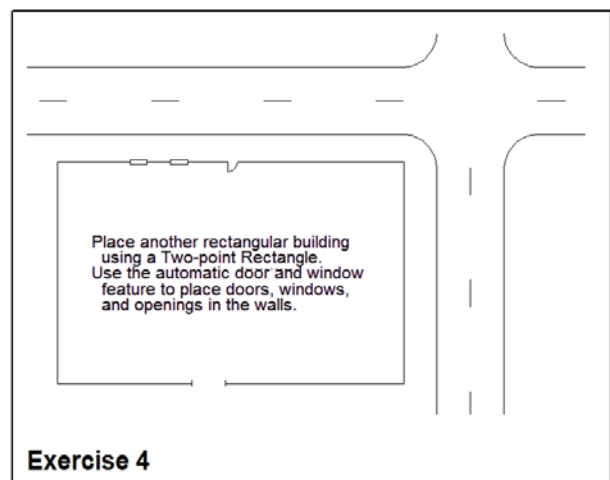 Place another rectangular building
using a Two-point Rectangle.
Use the automatic door and window
feature to place doors, windows,
and openings in the walls.
Exercise 4